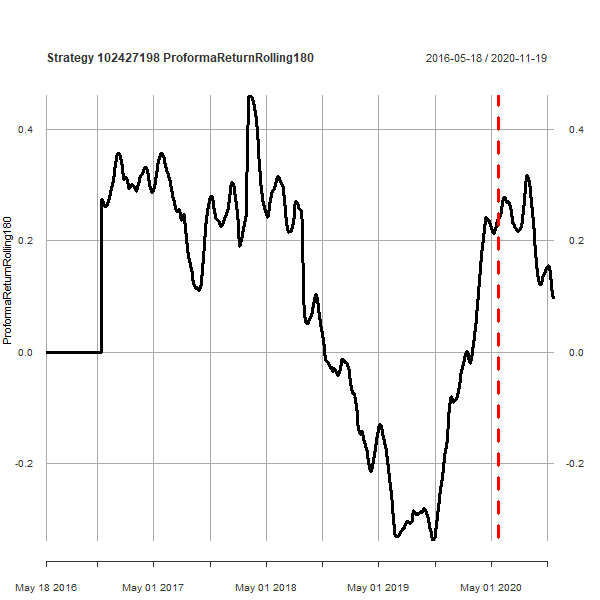 Strategy 102427198 ProformaReturnRolling180
2016-05-18 / 2020-11-19
0.4
0.4
0.2
0.2
0.0
0.0
-0.2
-0.2
ProformaReturnRolling180
May 18 2016
May 01 2017
May 01 2018
May 01 2019
May 01 2020